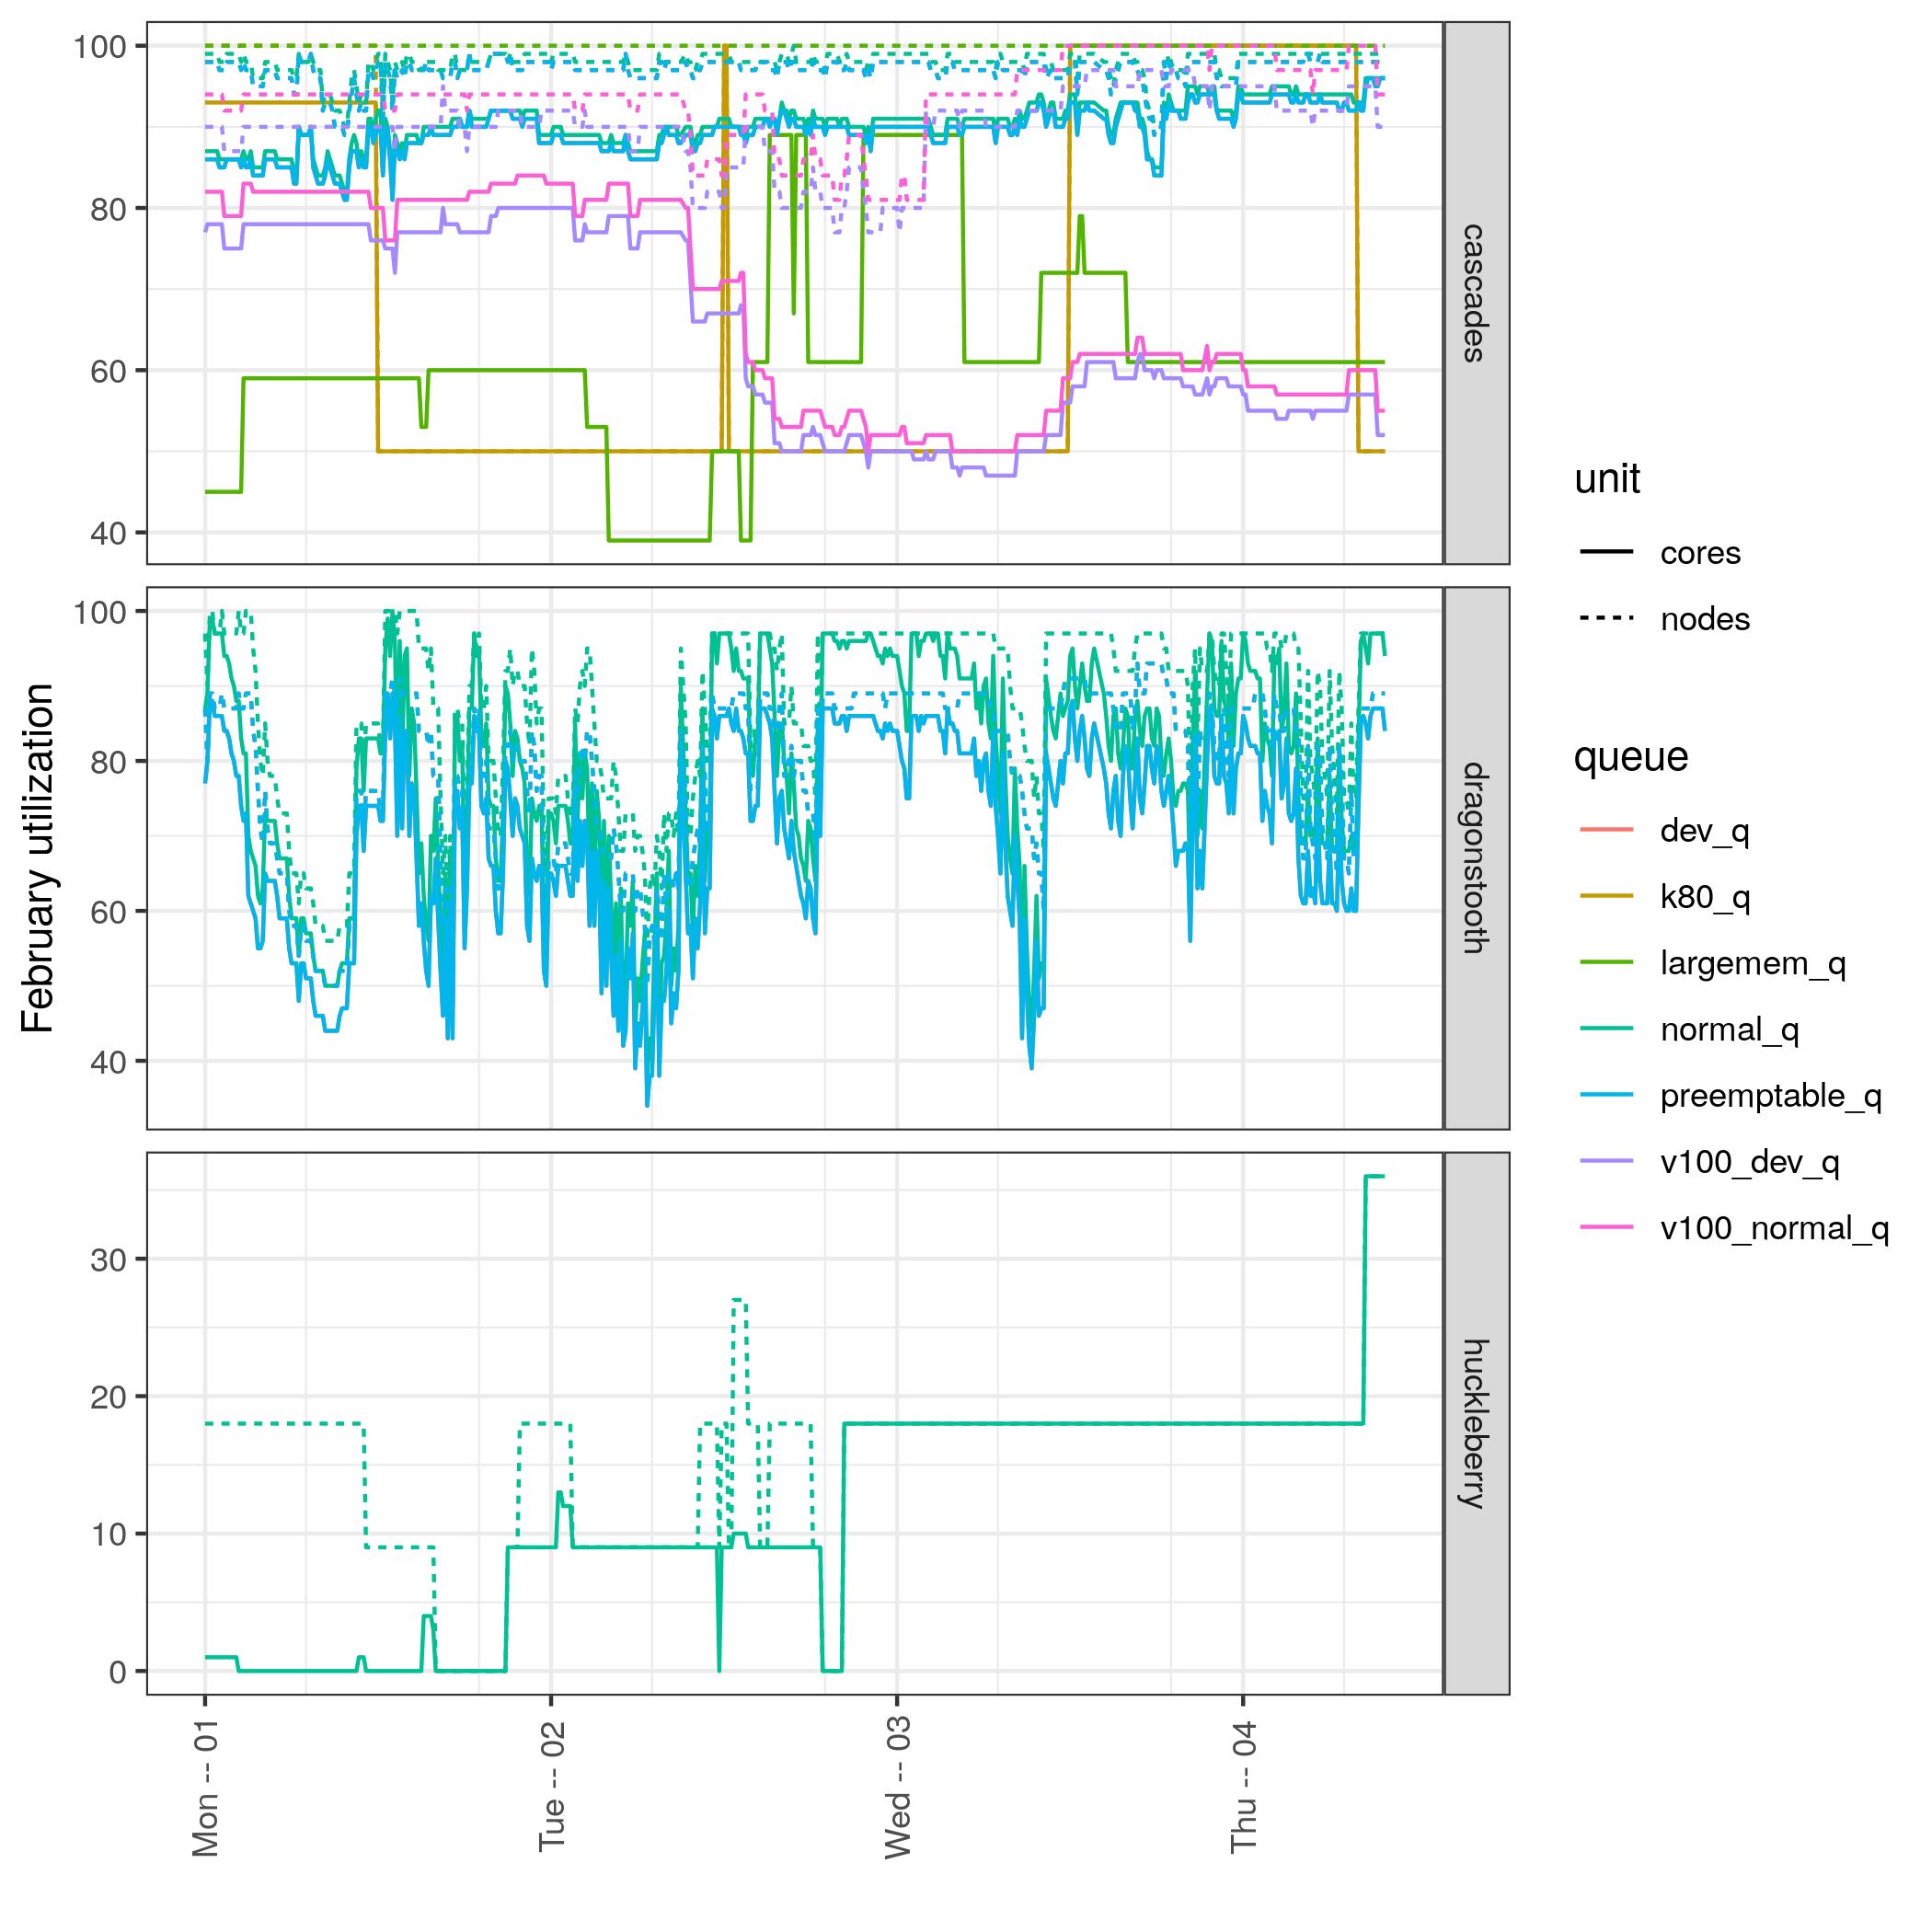 February utilization
100
80
60
40
cascades
100
80
60
40
dragonstooth
30
20
10
0
huckleberry
Mon -- 01
Tue -- 02
Wed -- 03
Thu -- 04
unit
cores
nodes
queue
dev_q
k80_q
largemem_q
normal_q
preemptable_q
v100_dev_q
v100_normal_q